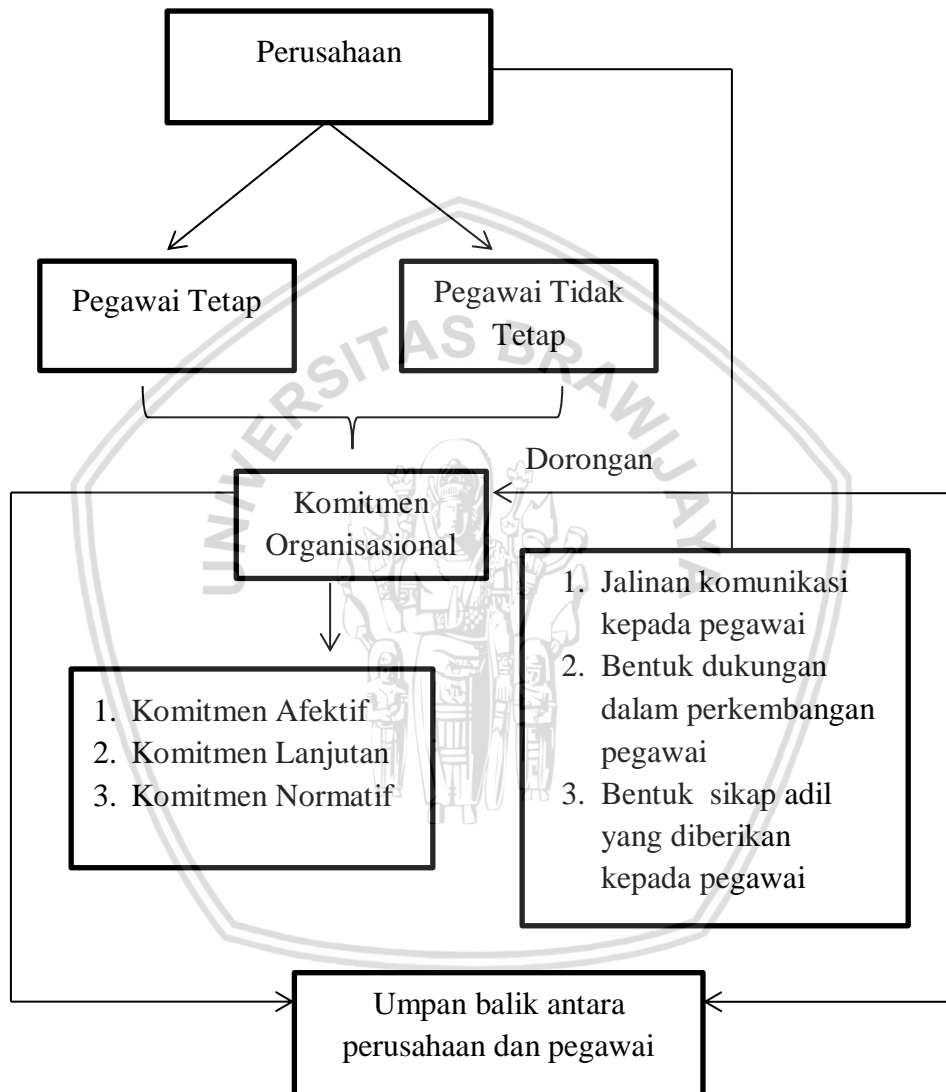 Perusahaan
Pegawai Tetap
Pegawai Tidak
Tetap
UNIVERSITAS BRAWIJAYA
Dorongan
Komitmen
Organisasional
1. Jalinan komunikasi
kepada pegawai
2. Bentuk dukungan
dalam perkembangan
pegawai
3. Bentuk sikap adil
yang diberikan
kepada pegawai
1. Komitmen Afektif
2. Komitmen Lanjutan
3. Komitmen Normatif
Umpan balik antara
perusahaan dan pegawai